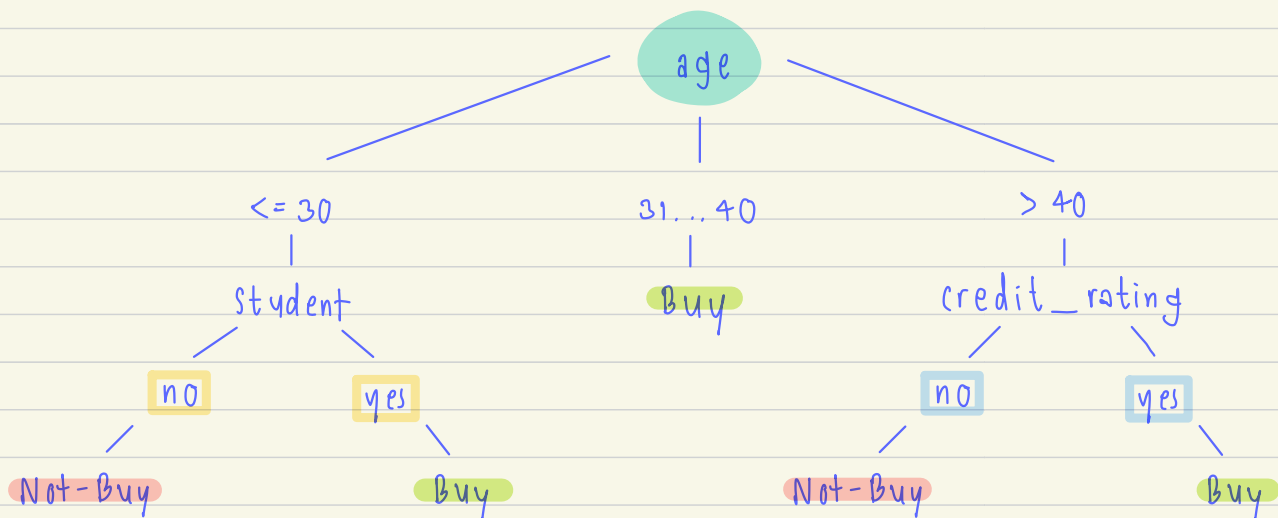 age
<= 30 31...40 > 40
student Buy credit_rating
no yes no yes
Not-Buy Buy Not-Buy Buy